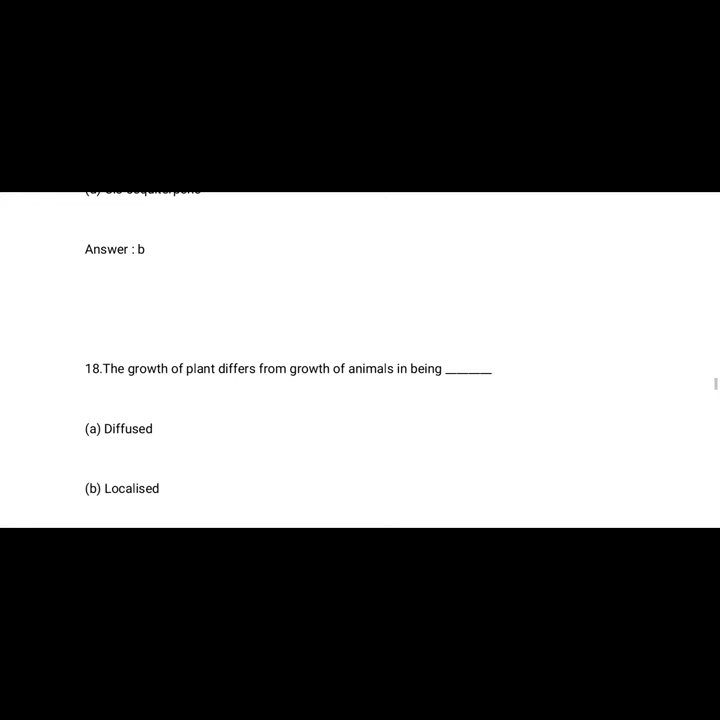 Answer : b
18.The growth of plant differs from growth of animals in being ________
(a) Diffused
(b) Localised